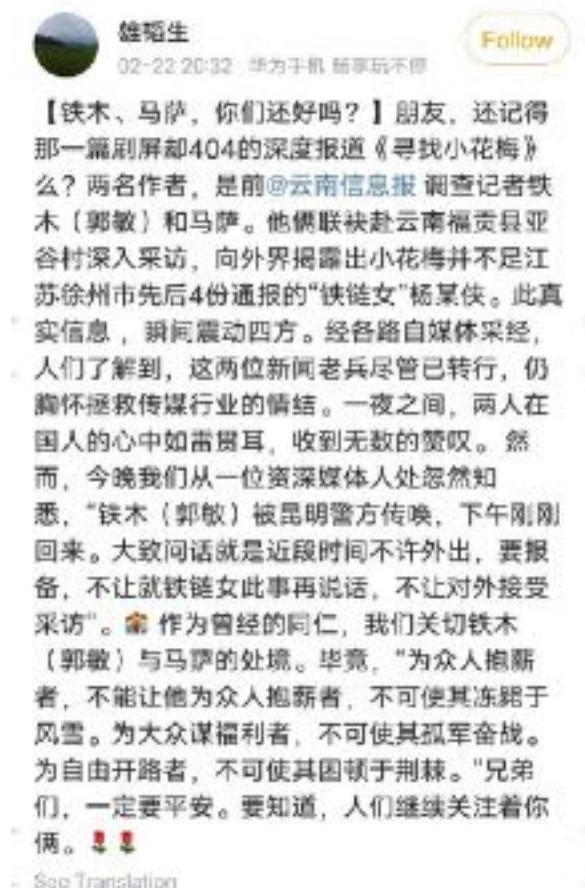 雄韬生
Follow
02-22 20:32 华为手机 畅享玩不停
【铁木、马萨，你们还好吗？】朋友，还记得
那一篇刷屏却404的深度报道《寻找小花梅》
么？两名作者，是前@云南信息报 调查记者铁
木（郭敏）和马萨。他俩联袂赴云南福贡县亚
谷村深入采访，向外界揭露出小花梅并不是江
苏徐州市先后4份通报的“铁链女”杨某侠。此真
实信息，瞬间震动四方。经各路自媒体采经，
人们了解到，这两位新闻老兵尽管已转行，仍
胸怀拯救传媒行业的情结。一夜之间，两人在
国人的心中如雷贯耳，收到无数的赞叹。然
而，今晚我们从一位资深媒体人处忽然知
悉，“铁木（郭敏）被昆明警方传唤，下午刚刚
回来。大致问话就是近段时间不许外出，要报
备，不让就铁链女此事再说话，不让对外接受
采访”。作为曾经的同仁，我们关切铁木
（郭敏）与马萨的处境。毕竟，“为众人抱薪
者，不能让他为众人抱薪者，不可使其冻毙于
风雪。为大众谋福利者，不可使其孤军奋战。
为自由开路者，不可使其困顿于荆棘。”兄弟
们，一定要平安。要知道，人们继续关注着你
俩。
See Translation